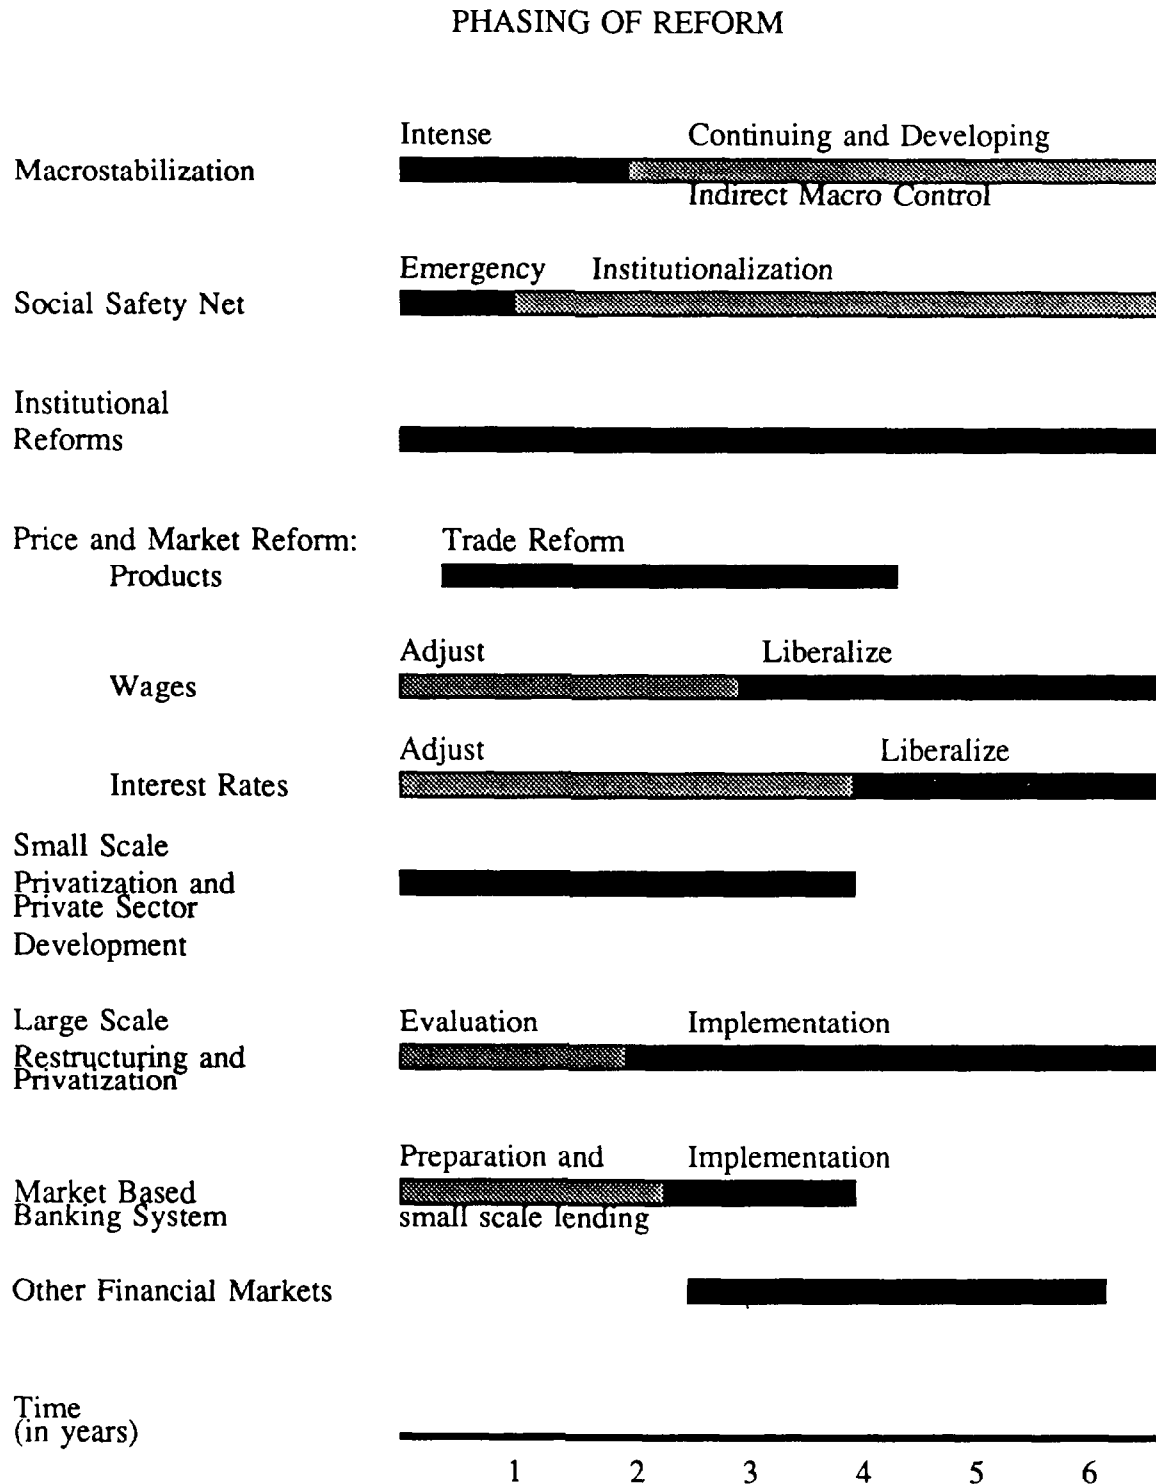 PHASING OF REFORM
Intense Continuing and Developing
Macrostabilization
Indirect Macro Control
Emergency Institutionalization
Social Safety Net
Institutional
Reforms
Price and Market Reform: Trade Reform
Products
Adjust Liberalize
Wages
Adjust Liberalize
Interest Rates
Small Scale
Privatization and
Private Sector
Development
Large Scale Evaluation Implementation
Restructuring and
Privatization
Preparation and Implementation
Market Based
Banking System small scale lending
Other Financial Markets
Time
(in years)
1 2 3 4 5 6